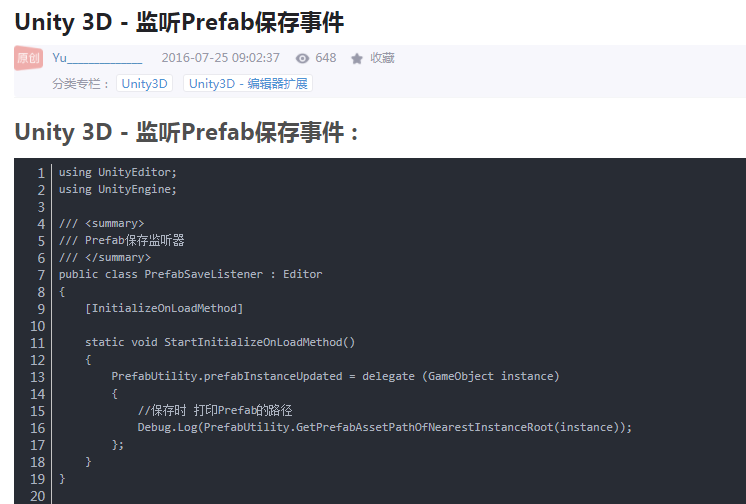 Unity 3D - 监听Prefab保存事件
原创 Yu_____________ 2016-07-25 09:02:37 648 收藏
分类专栏： Unity3D Unity3D - 编辑器扩展
Unity 3D - 监听Prefab保存事件：
1 using UnityEditor;
2 using UnityEngine;
3
4 /// <summary>
5 /// Prefab保存监听器
6 /// </summary>
7 public class PrefabSaveListener : Editor
8 {
9     [InitializeOnLoadMethod]
10
11     static void StartInitializeOnLoadMethod()
12     {
13         PrefabUtility.prefabInstanceUpdated = delegate (GameObject instance)
14         {
15             //保存时 打印Prefab的路径
16             Debug.Log(PrefabUtility.GetPrefabAssetPathOfNearestInstanceRoot(instance));
17         };
18     }
19 }
20